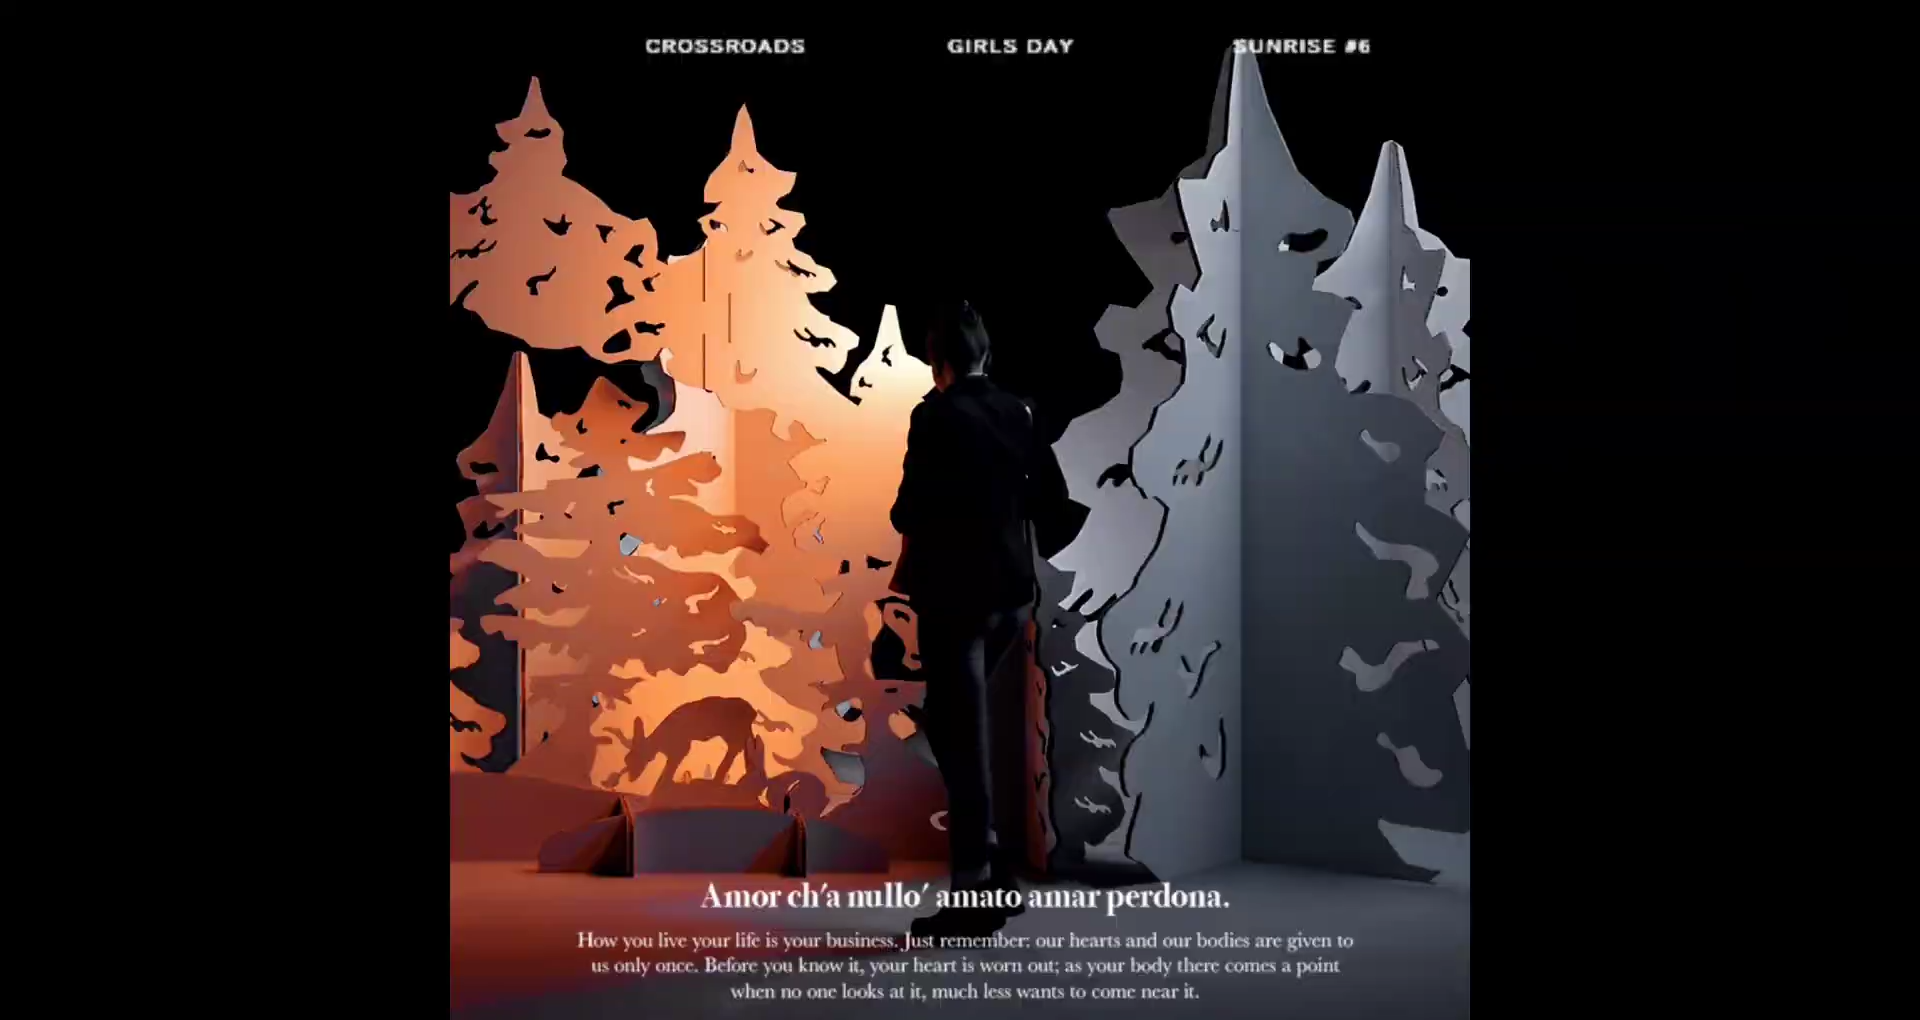 CROSSROADS GIRLS DAY SUNRISE #6
Amor ch'a nullo' amato amar perdona.
How you live your life is your business. Just remember: our hearts and our bodies are given to
us only once. Before you know it, your heart is worn out; as your body there comes a point
when no one looks at it, much less wants to come near it.